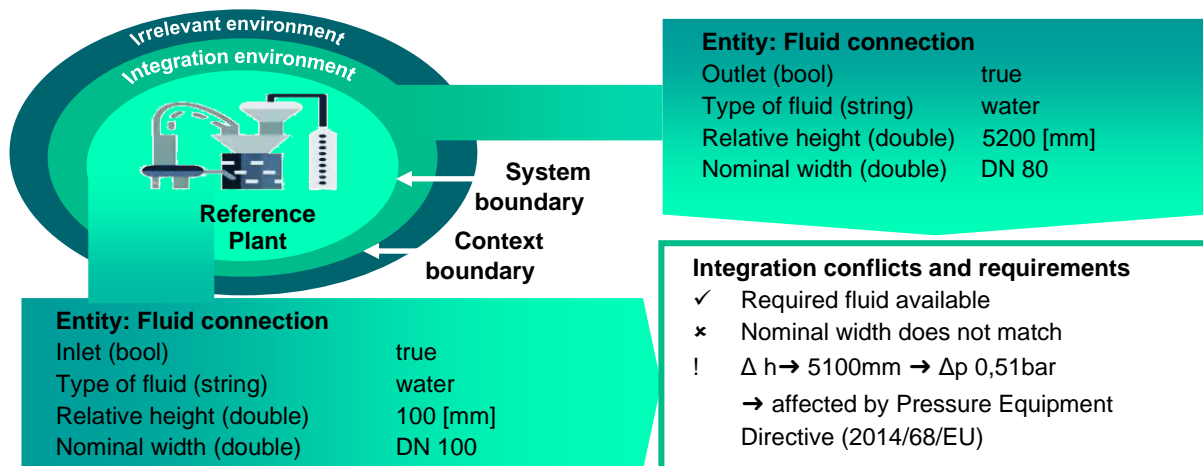 Irrelevant environment
Integration environment
Reference
Plant
System
boundary
Context
boundary
Entity: Fluid connection
Outlet (bool) true
Type of fluid (string) water
Relative height (double) 5200 [mm]
Nominal width (double) DN 80
Entity: Fluid connection
Inlet (bool) true
Type of fluid (string) water
Relative height (double) 100 [mm]
Nominal width (double) DN 100
Integration conflicts and requirements
✓ Required fluid available
× Nominal width does not match
! Δ h→ 5100mm → Δp 0,51bar
→ affected by Pressure Equipment
Directive (2014/68/EU)